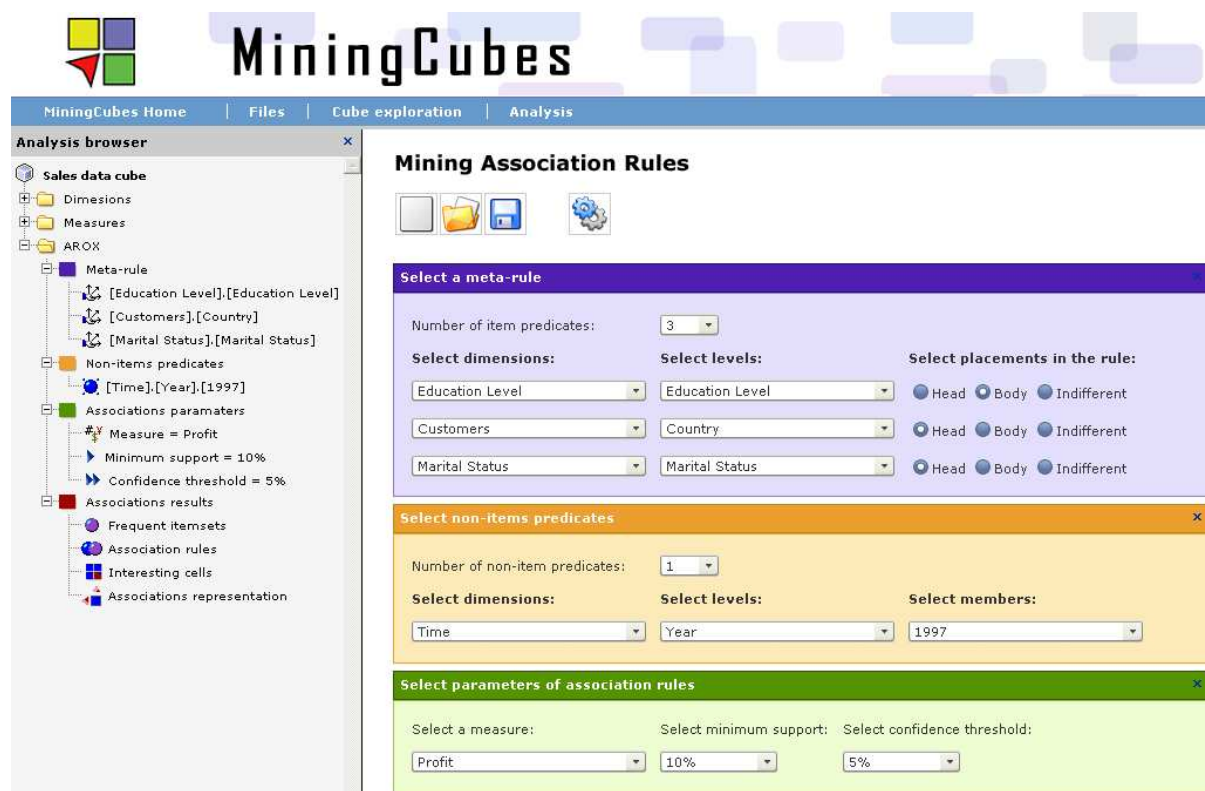 MiningCubes
MiningCubes Home | Files | Cube exploration | Analysis
Analysis browser
Sales data cube
Dimesions
Measures
AROX
Meta-rule
[Education Level].[Education Level]
[Customers].[Country]
[Marital Status].[Marital Status]
Non-items predicates
[Time].[Year].[1997]
Associations paramaters
Measure = Profit
Minimum support = 10%
Confidence threshold = 5%
Associations results
Frequent itemsets
Association rules
Interesting cells
Associations representation
Mining Association Rules
Select a meta-rule
Number of item predicates: 3
Select dimensions: Select levels: Select placements in the rule:
Education Level Education Level Head Body Indifferent
Customers Country Head Body Indifferent
Marital Status Marital Status Head Body Indifferent
Select non-items predicates
Number of non-item predicates: 1
Select dimensions: Select levels: Select members:
Time Year 1997
Select parameters of association rules
Select a measure: Select minimum support: Select confidence threshold:
Profit 10% 5%